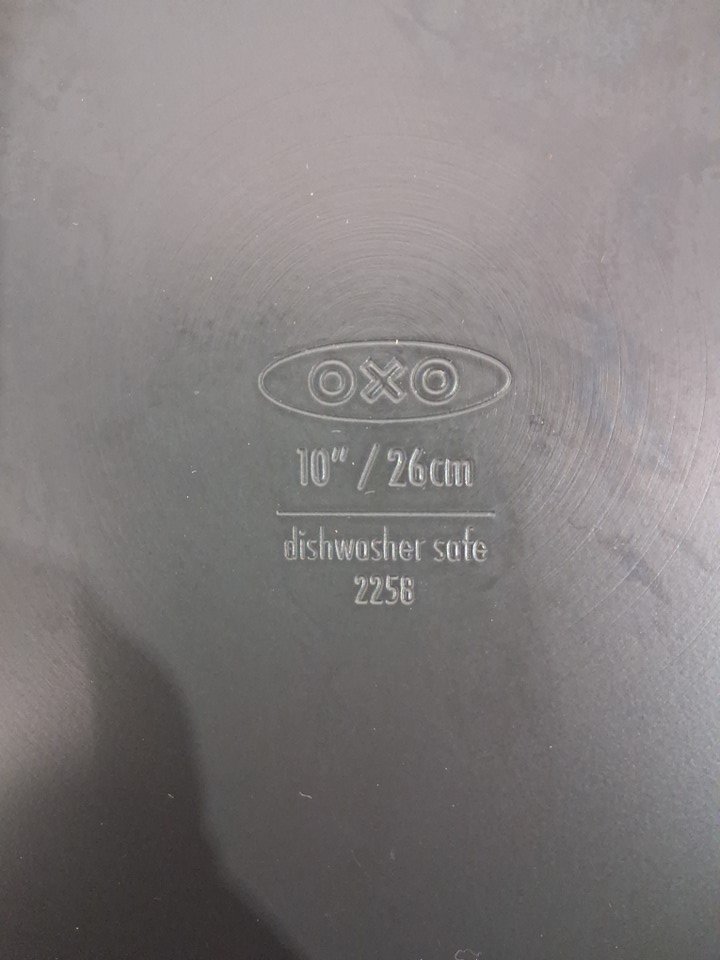 OXO
10" / 26cm
dishwasher safe
2258